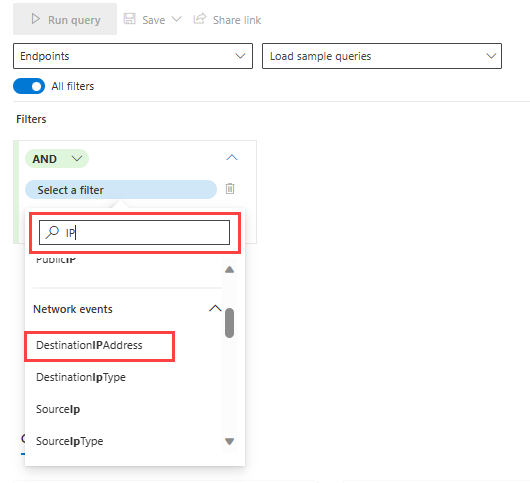 Run query Save Share link
Endpoints Load sample queries
All filters
Filters
AND
Select a filter
IP
PublicIP
Network events
DestinationIPAddress
DestinationIpType
SourceIp
SourceIpType